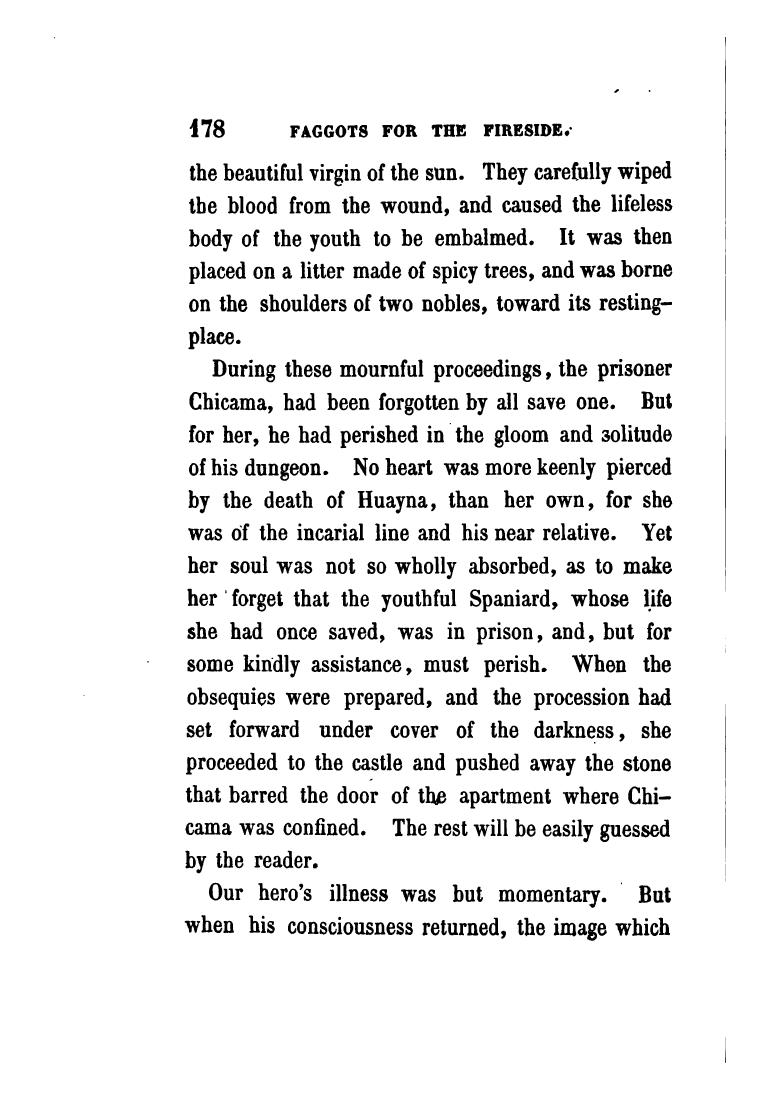 178 FAGGOTS FOR THE FIRESIDE.
the beautiful virgin of the sun. They carefully wiped
the blood from the wound, and caused the lifeless
body of the youth to be embalmed. It was then
placed on a litter made of spicy trees, and was borne
on the shoulders of two nobles, toward its resting-
place.
During these mournful proceedings, the prisoner
Chicama, had been forgotten by all save one. But
for her, he had perished in the gloom and solitude
of his dungeon. No heart was more keenly pierced
by the death of Huayna, than her own, for she
was of the incarial line and his near relative. Yet
her soul was not so wholly absorbed, as to make
her forget that the youthful Spaniard, whose life
she had once saved, was in prison, and, but for
some kindly assistance, must perish. When the
obsequies were prepared, and the procession had
set forward under cover of the darkness, she
proceeded to the castle and pushed away the stone
that barred the door of the apartment where Chi-
cama was confined. The rest will be easily guessed
by the reader.
Our hero's illness was but momentary. But
when his consciousness returned, the image which